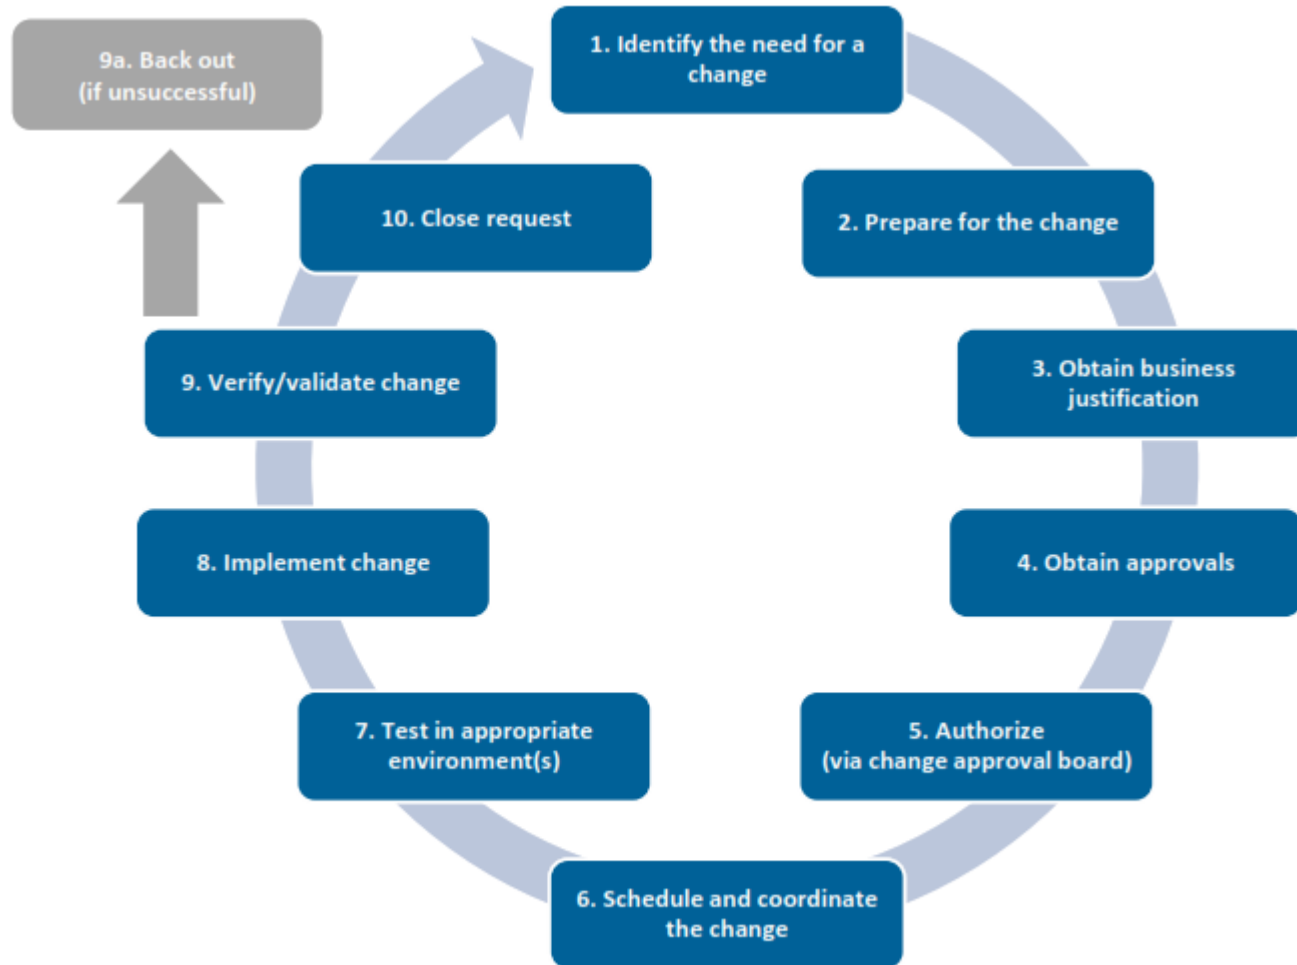 1. Identify the need for a
change
2. Prepare for the change
3. Obtain business
justification
4. Obtain approvals
5. Authorize
(via change approval board)
6. Schedule and coordinate
the change
7. Test in appropriate
environment(s)
8. Implement change
9. Verify/validate change
9a. Back out
(if unsuccessful)
10. Close request